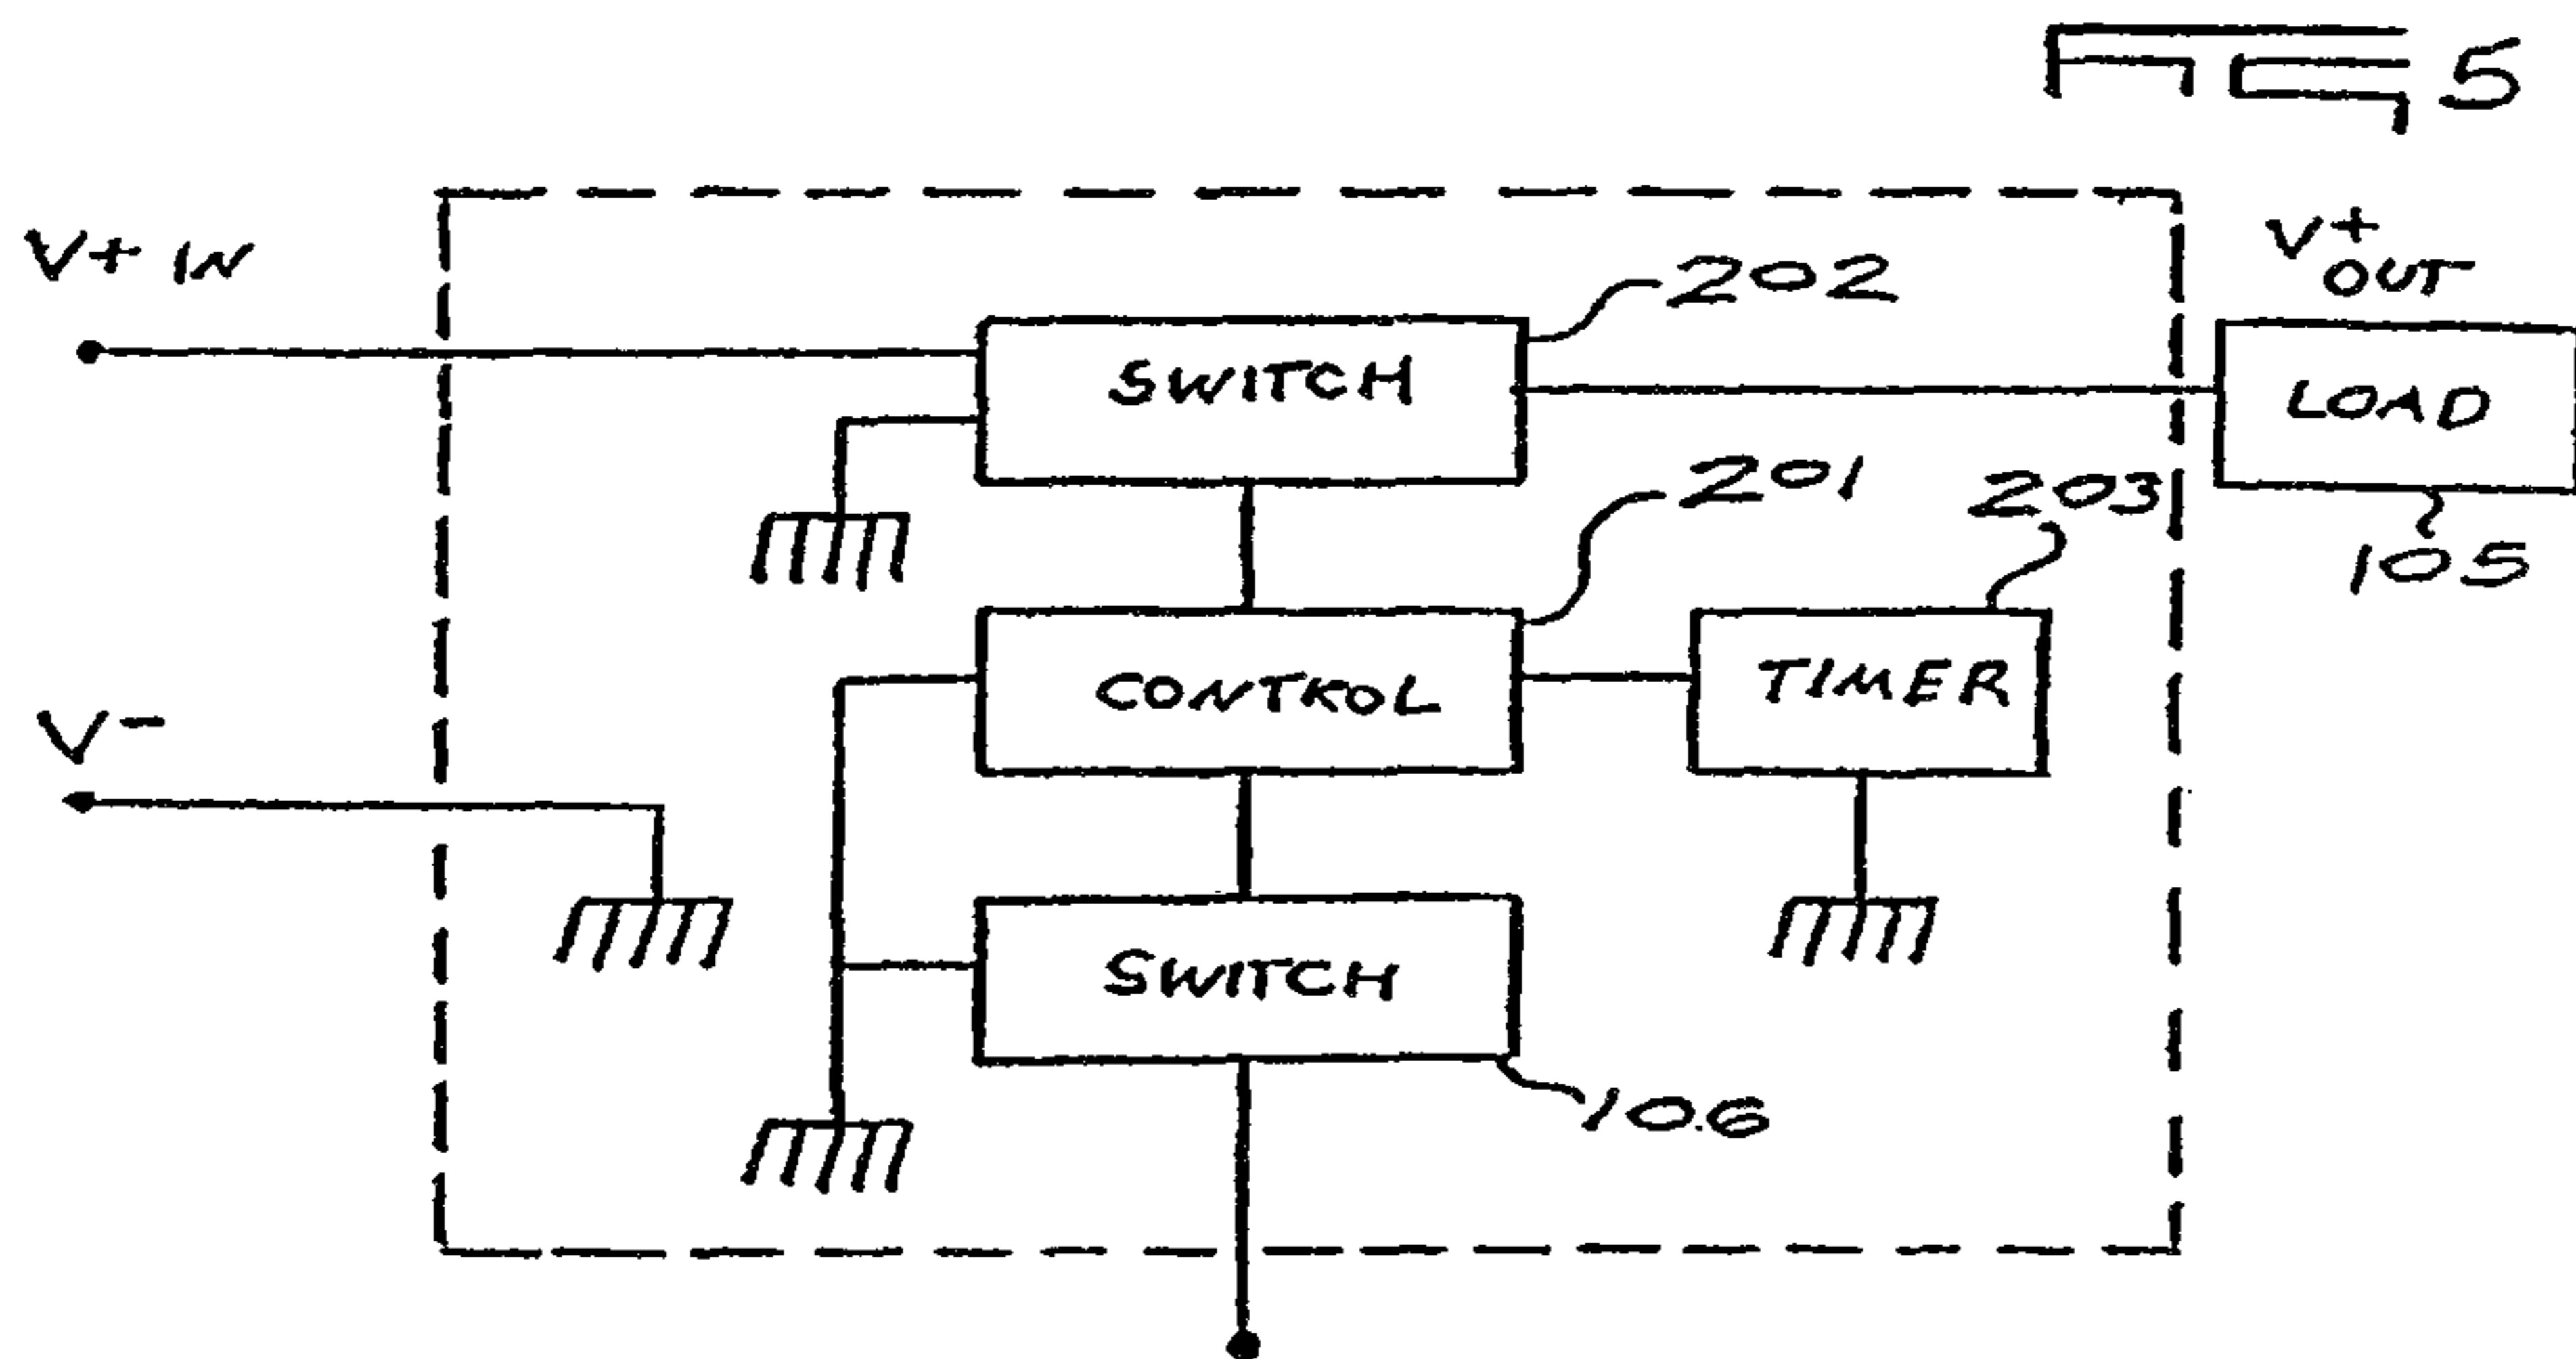 FIG 5
V+ IN
V+ OUT
202
SWITCH
LOAD
105
201
203
CONTROL
TIMER
V-
SWITCH
106